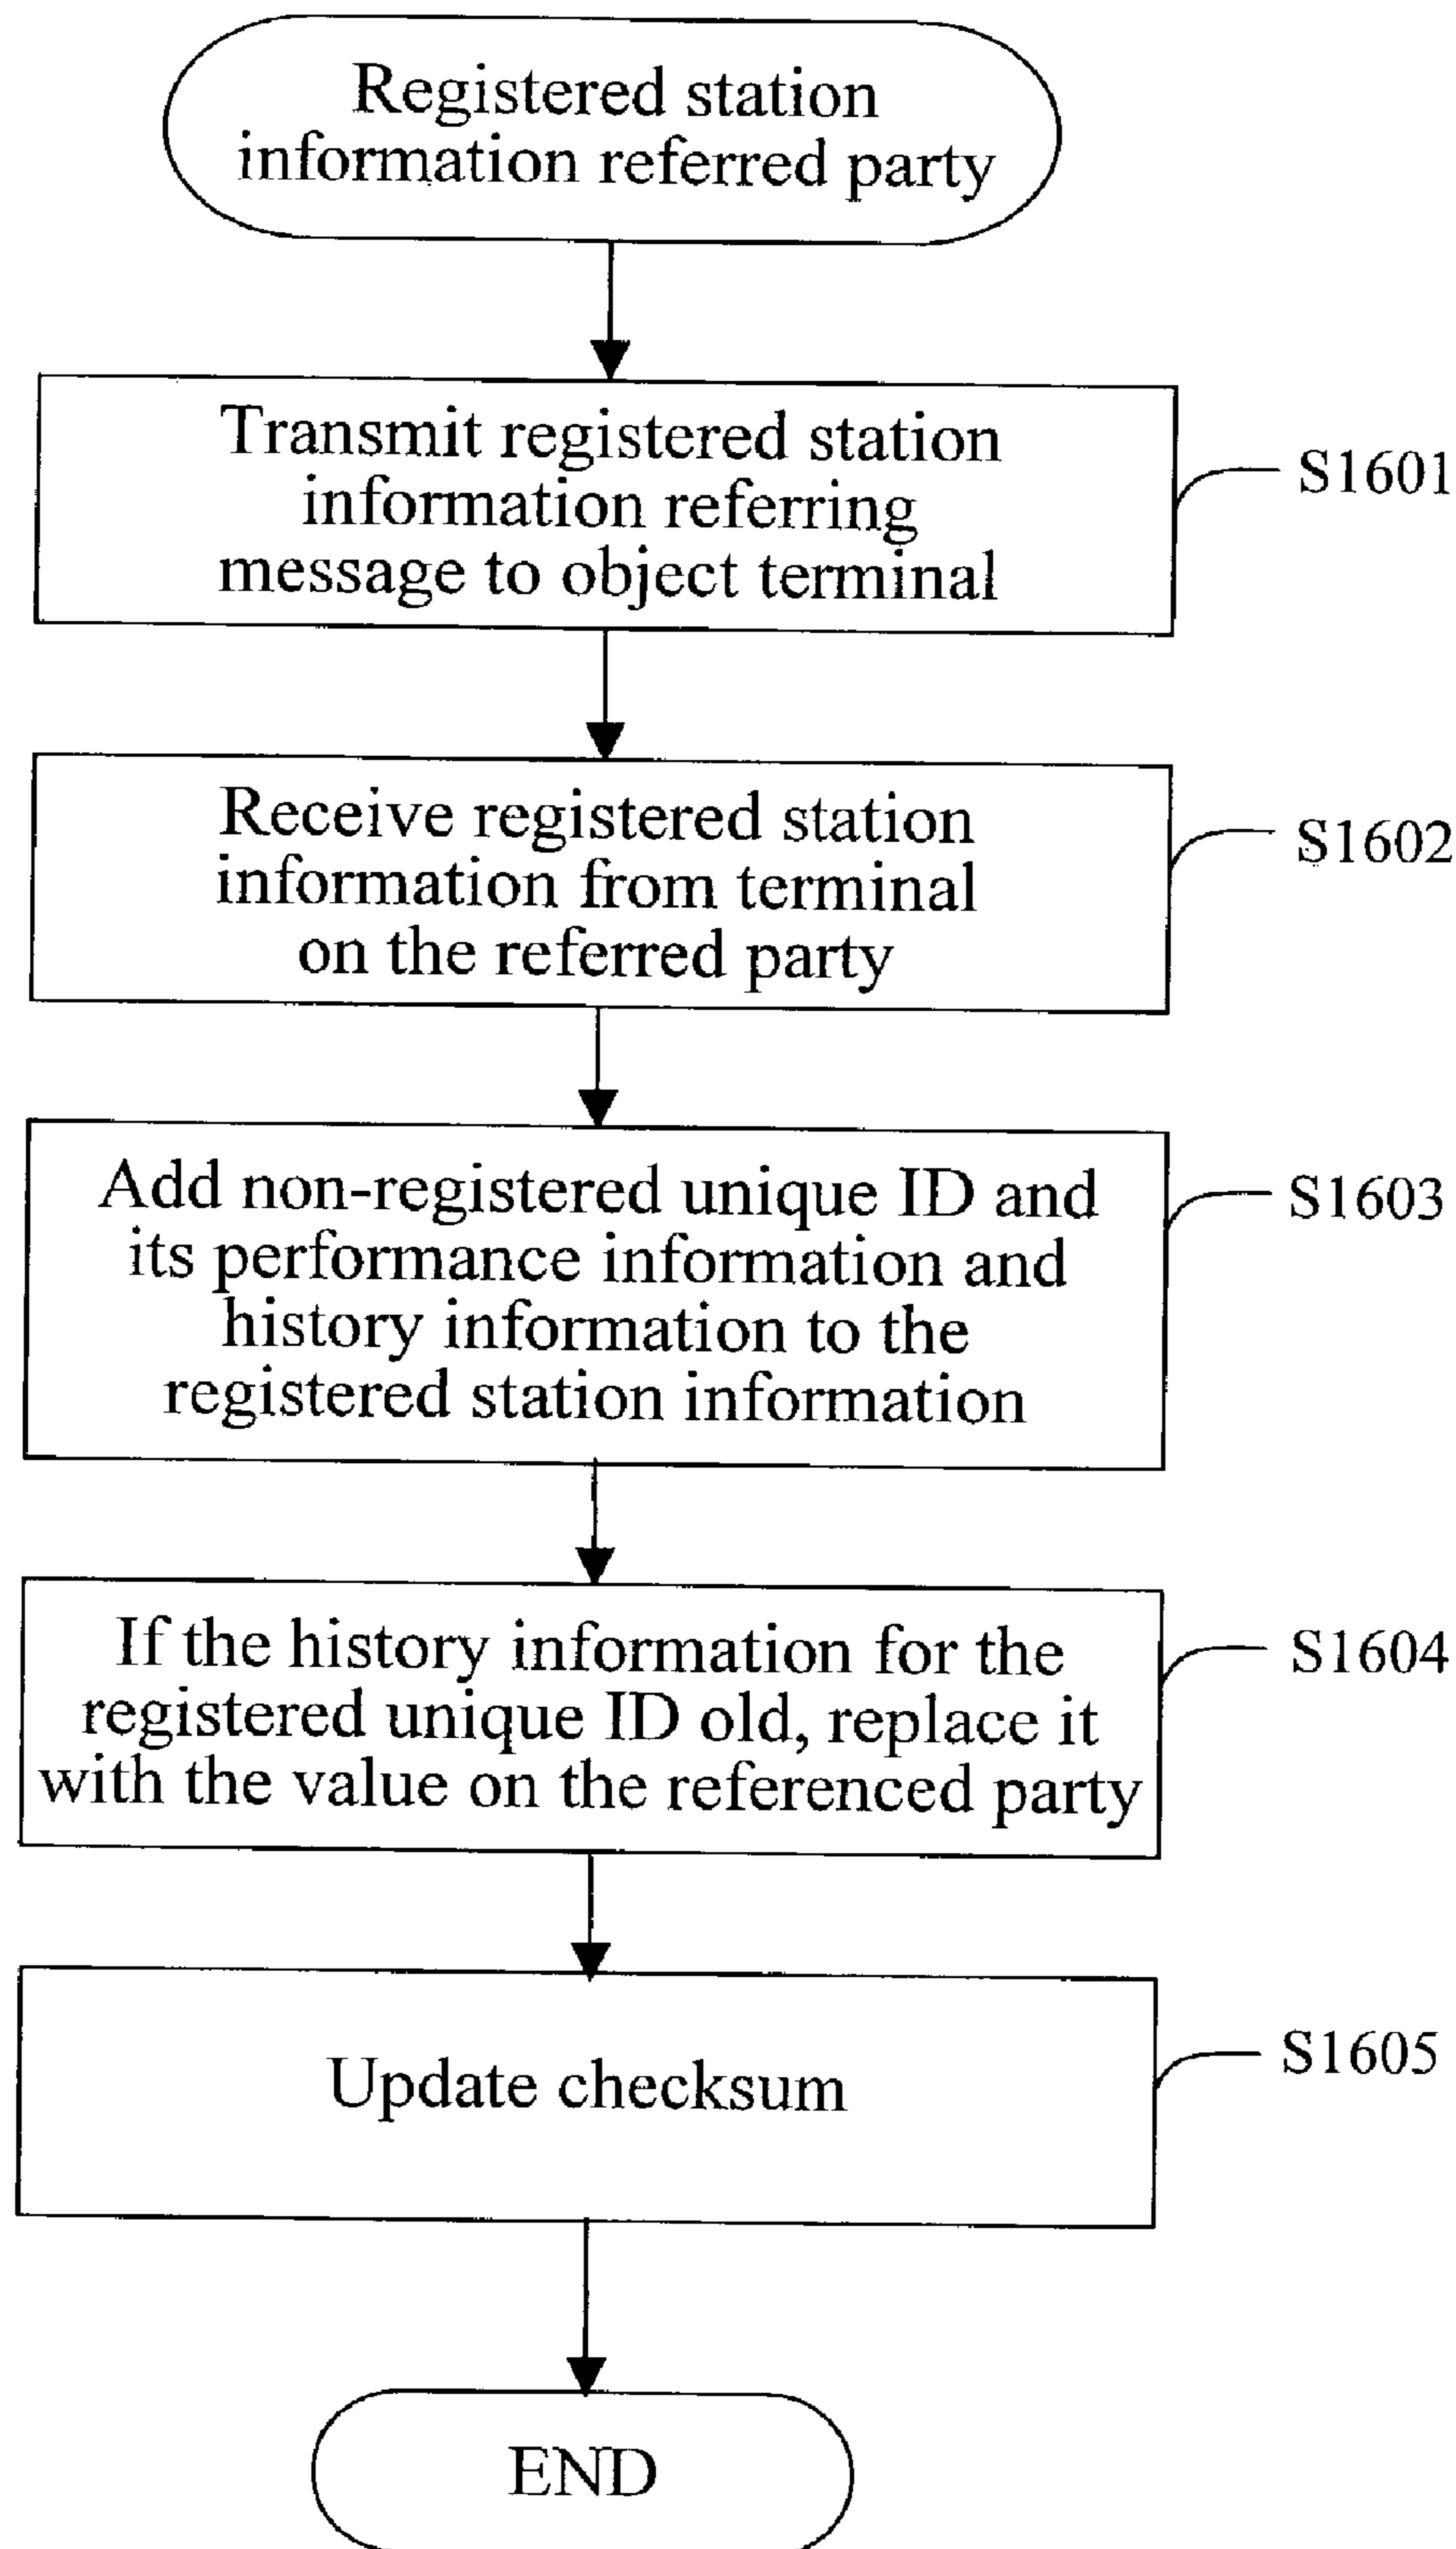 Registered station
information referred party
Transmit registered station
information referring
message to object terminal
S1601
Receive registered station
information from terminal
on the referred party
S1602
Add non-registered unique ID and
its performance information and
history information to the
registered station information
S1603
If the history information for the
registered unique ID old, replace it
with the value on the referenced party
S1604
Update checksum
S1605
END